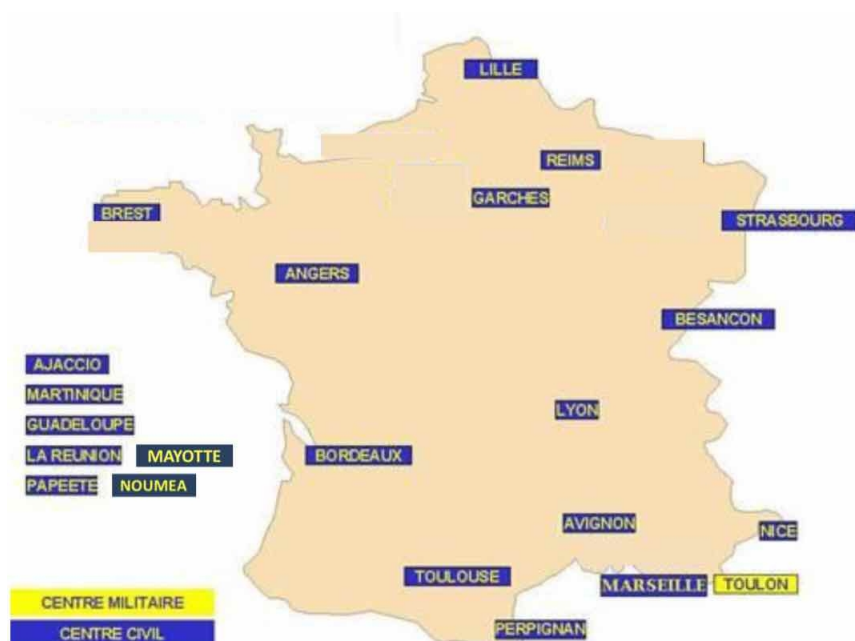 LILLE
REIMS
GARCHES
BREST
STRASBOURG
ANGERS
BESANCON
AJACCIO
MARTINIQUE
LYON
GUADELOUPE
LA REUNION MAYOTTE
BORDEAUX
PAPEETE NOUMEA
AVIGNON
NICE
TOULOUSE
MARSEILLE TOULON
CENTRE MILITAIRE
PERPIGNAN
CENTRE CIVIL